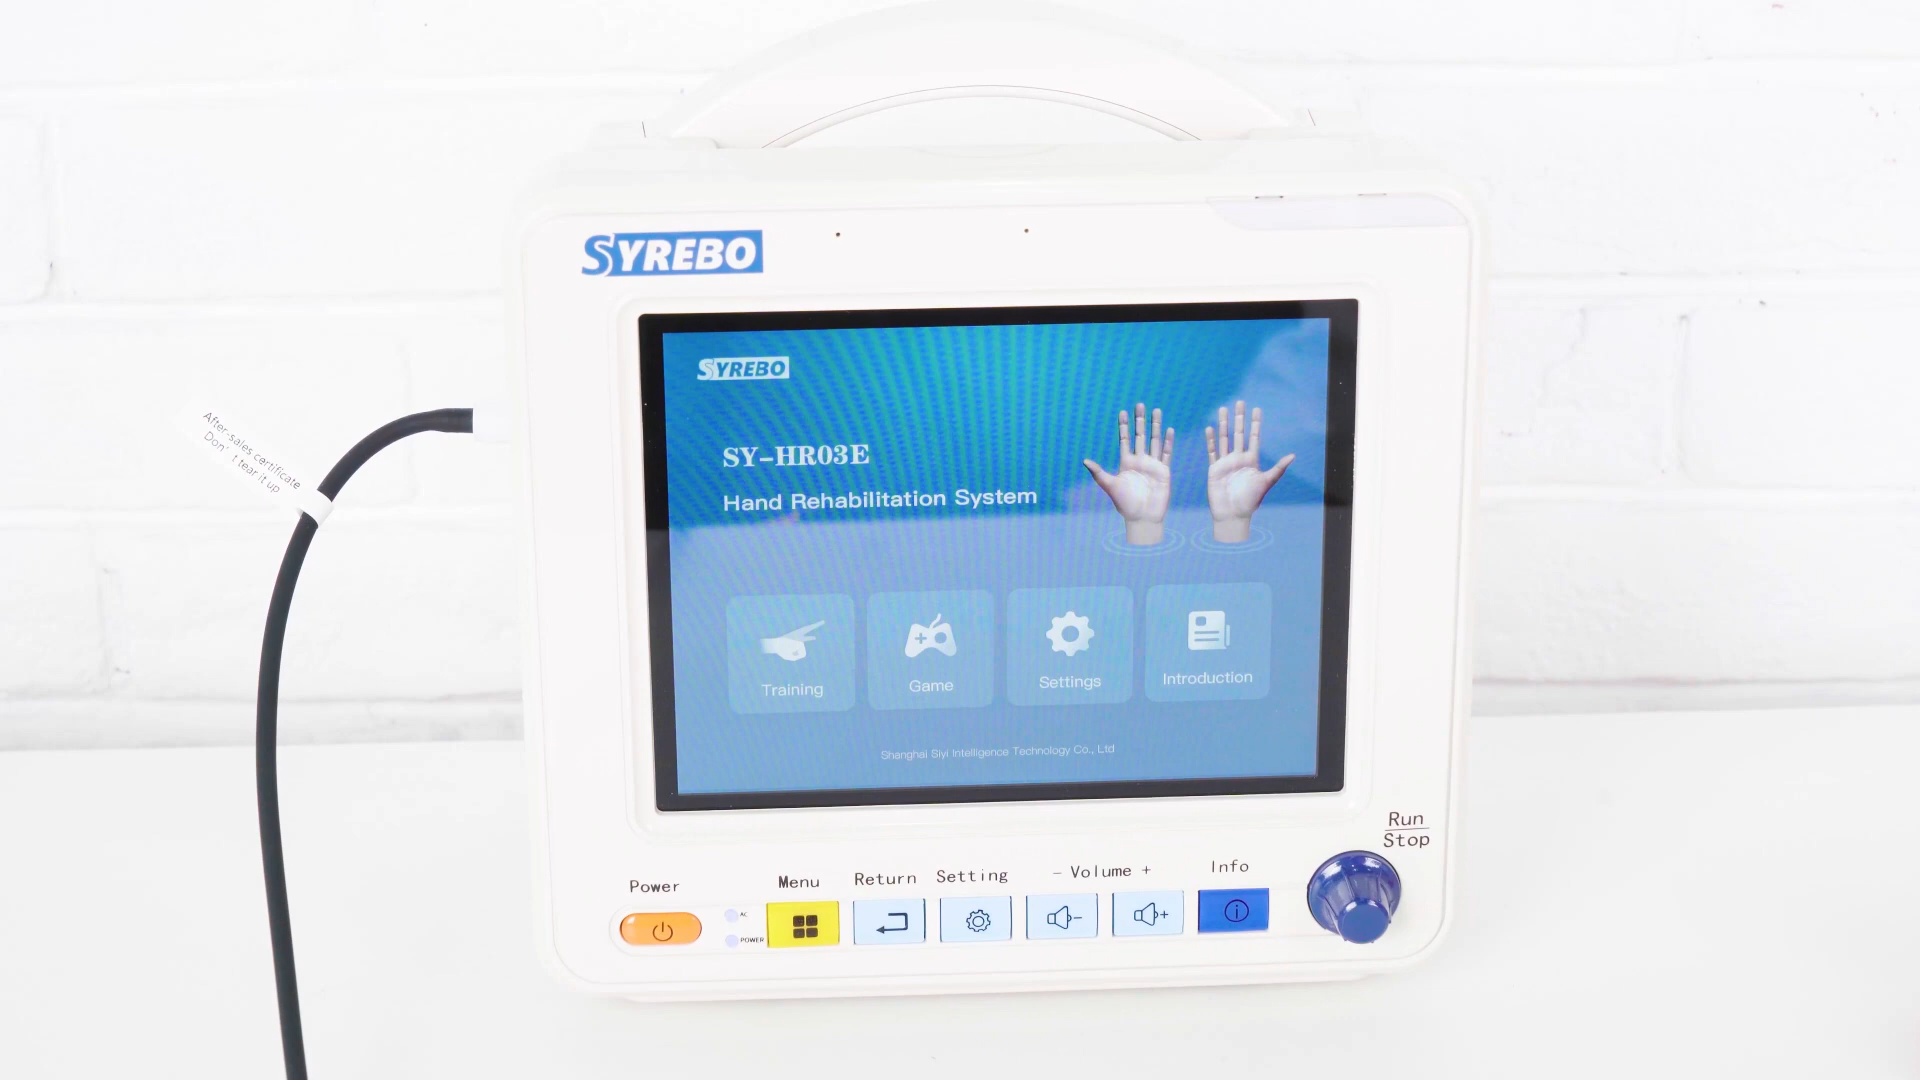 SYREBO
SYREBO
SY-HR03E
Hand Rehabilitation System
Training
Game
Settings
Introduction
Shanghai Siyi Intelligence Technology Co., Ltd
After-sales certificate
Don't tear it up
Run
Stop
Power
Menu
Return
Setting
- Volume +
Info
AC
POWER